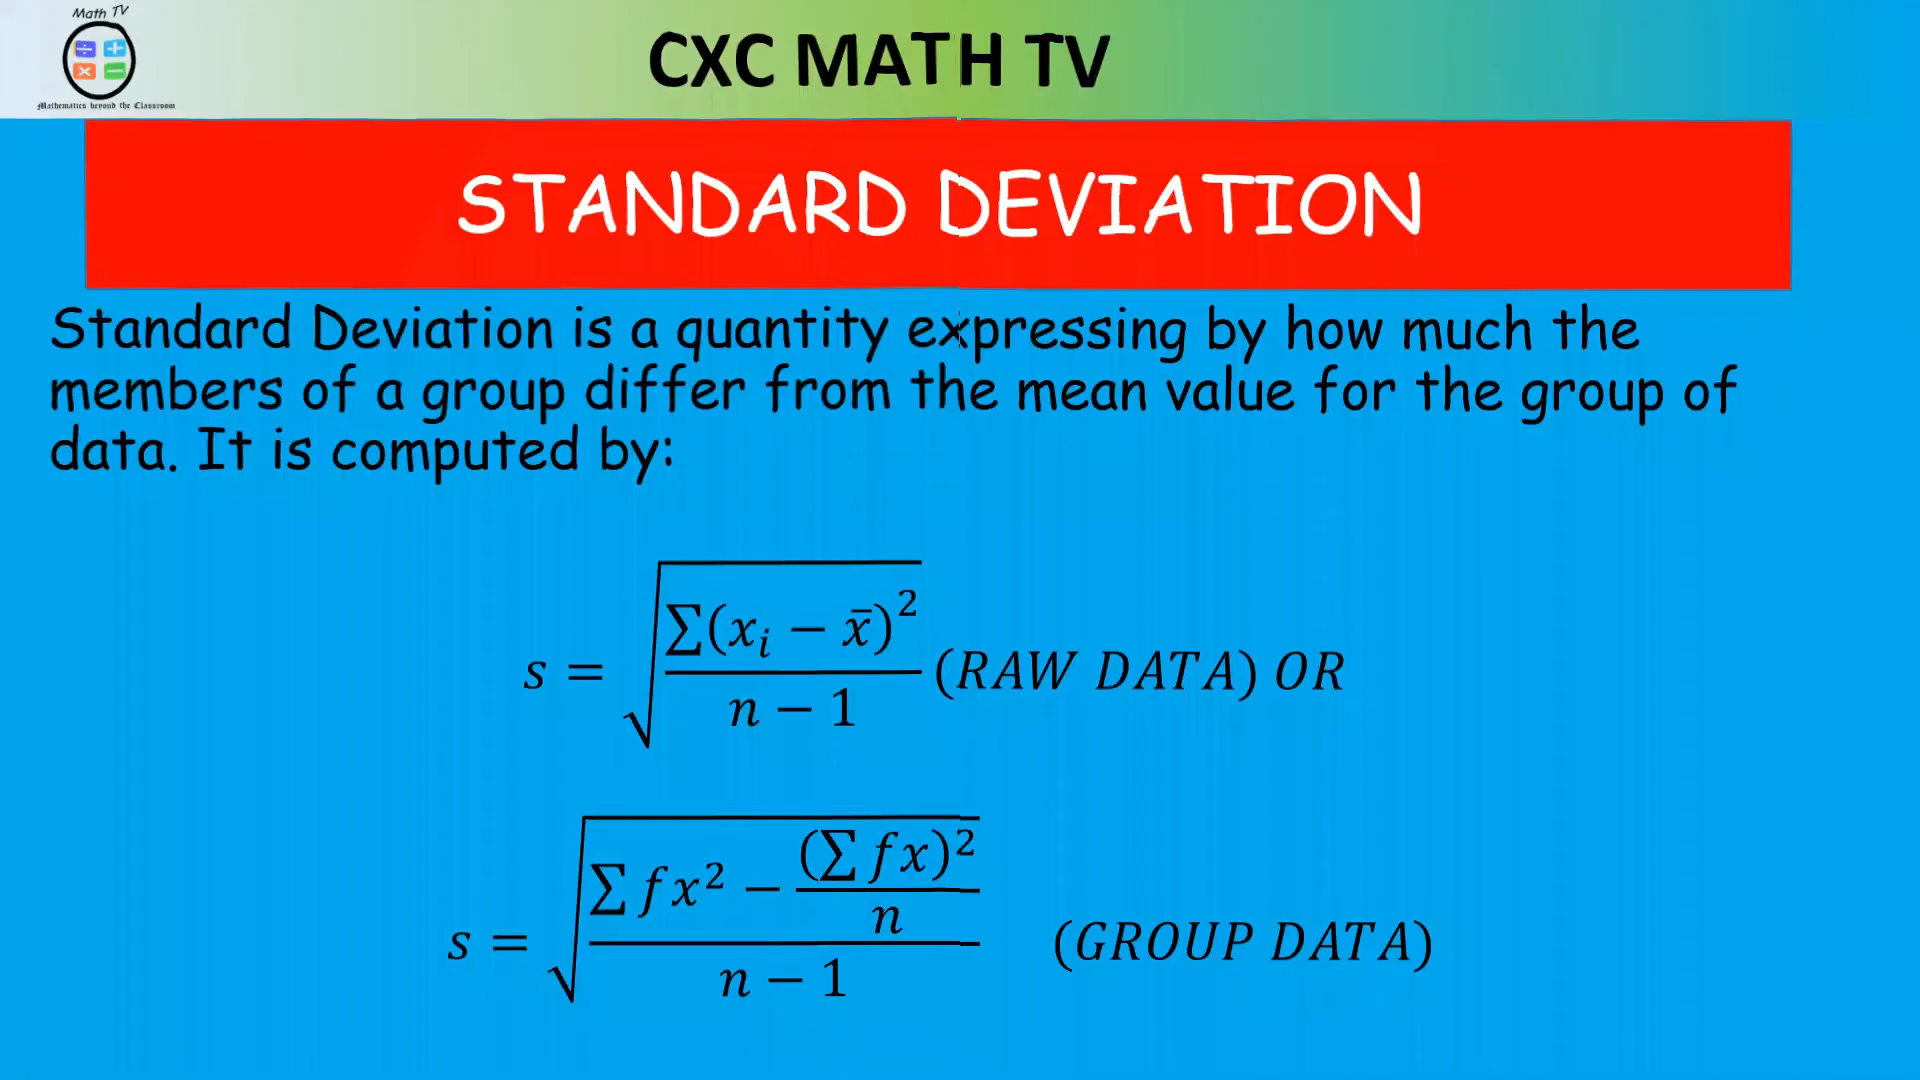 Math TV
Mathematics beyond the Classroom
CXC MATH TV
STANDARD DEVIATION
Standard Deviation is a quantity expressing by how much the
members of a group differ from the mean value for the group of
data. It is computed by:
s = √(∑(xᵢ − x̄)² / (n − 1)) (RAW DATA) OR
s = √((∑ fx² − (∑ fx)² / n) / (n − 1)) (GROUP DATA)